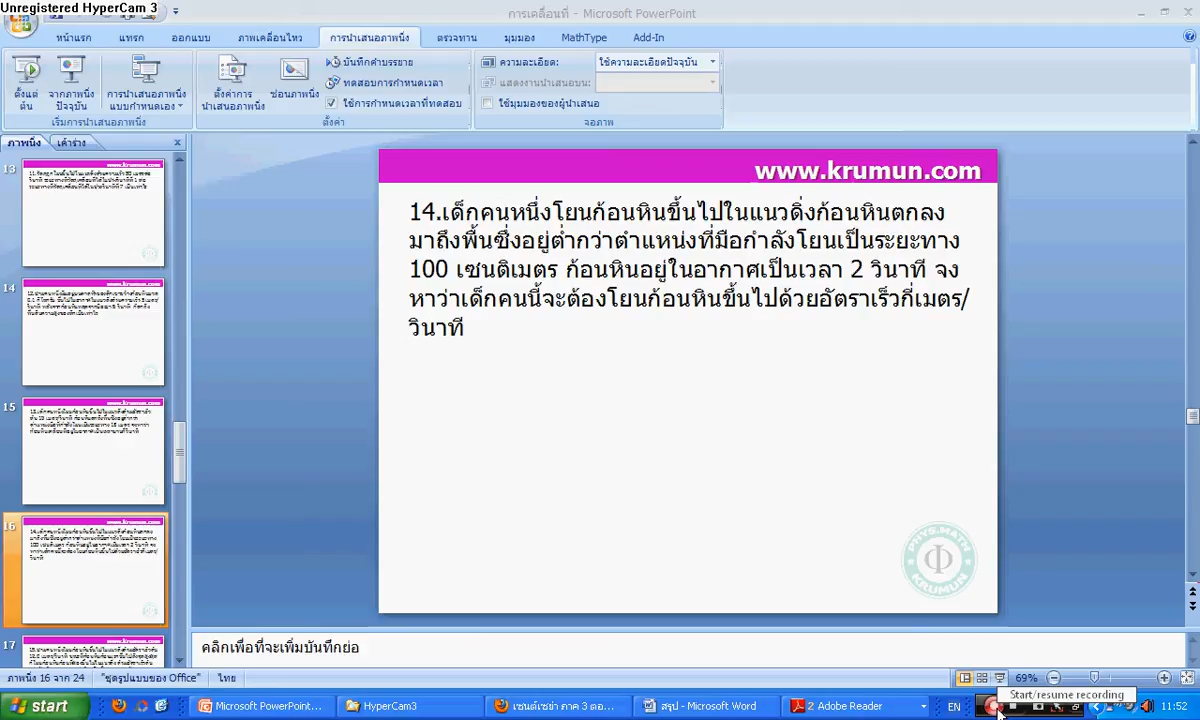 Unregistered HyperCam 3
การเคลื่อนที่ - Microsoft PowerPoint
หน้าแรก แทรก ออกแบบ ภาพเคลื่อนไหว การนำเสนอภาพนิ่ง ตรวจทาน มุมมอง MathType Add-In
ตั้งแต่ต้น
จากภาพนิ่งปัจจุบัน
การนำเสนอภาพนิ่งแบบกำหนดเอง
เริ่มการนำเสนอภาพนิ่ง
ตั้งค่าการนำเสนอภาพนิ่ง
ซ่อนภาพนิ่ง
บันทึกคำบรรยาย
ทดสอบการกำหนดเวลา
ใช้การกำหนดเวลาที่ทดสอบ
ตั้งค่า
ความละเอียด: ใช้ความละเอียดปัจจุบัน
แสดงงานนำเสนอบน:
ใช้มุมมองของผู้นำเสนอ
จอภาพ
ภาพนิ่ง เค้าร่าง
13
14
15
16
17
www.krumun.com
14.เด็กคนหนึ่งโยนก้อนหินขึ้นไปในแนวดิ่งก้อนหินตกลง
มาถึงพื้นซึ่งอยู่ต่ำกว่าตำแหน่งที่มือกำลังโยนเป็นระยะทาง
100 เซนติเมตร ก้อนหินอยู่ในอากาศเป็นเวลา 2 วินาที จง
หาว่าเด็กคนนี้จะต้องโยนก้อนหินขึ้นไปด้วยอัตราเร็วกี่เมตร/
วินาที
PHYS.MATH
KRUMUN
คลิกเพื่อที่จะเพิ่มบันทึกย่อ
ภาพนิ่ง 16 จาก 24 "ชุดรูปแบบของ Office" ไทย 69%
Start/resume recording
start Microsoft PowerPoint... HyperCam3 เซนต์เซซ่า ภาค 3 ตอ... สรุป - Microsoft Word 2 Adobe Reader EN 11:52